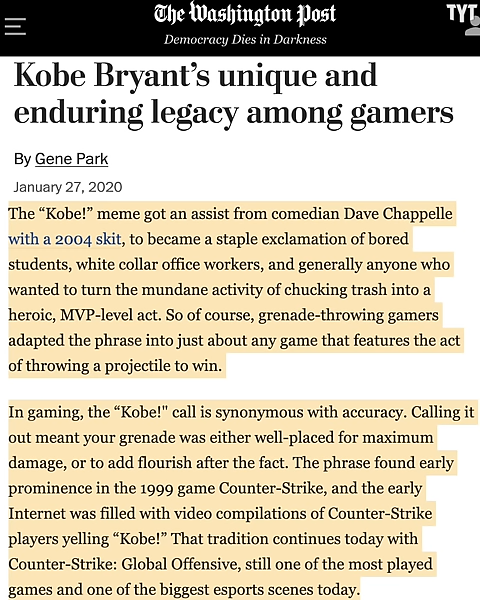 The Washington Post
TYT
Democracy Dies in Darkness
Kobe Bryant’s unique and
enduring legacy among gamers
By Gene Park
January 27, 2020
The “Kobe!” meme got an assist from comedian Dave Chappelle
with a 2004 skit, to became a staple exclamation of bored
students, white collar office workers, and generally anyone who
wanted to turn the mundane activity of chucking trash into a
heroic, MVP-level act. So of course, grenade-throwing gamers
adapted the phrase into just about any game that features the act
of throwing a projectile to win.
In gaming, the “Kobe!" call is synonymous with accuracy. Calling it
out meant your grenade was either well-placed for maximum
damage, or to add flourish after the fact. The phrase found early
prominence in the 1999 game Counter-Strike, and the early
Internet was filled with video compilations of Counter-Strike
players yelling “Kobe!” That tradition continues today with
Counter-Strike: Global Offensive, still one of the most played
games and one of the biggest esports scenes today.